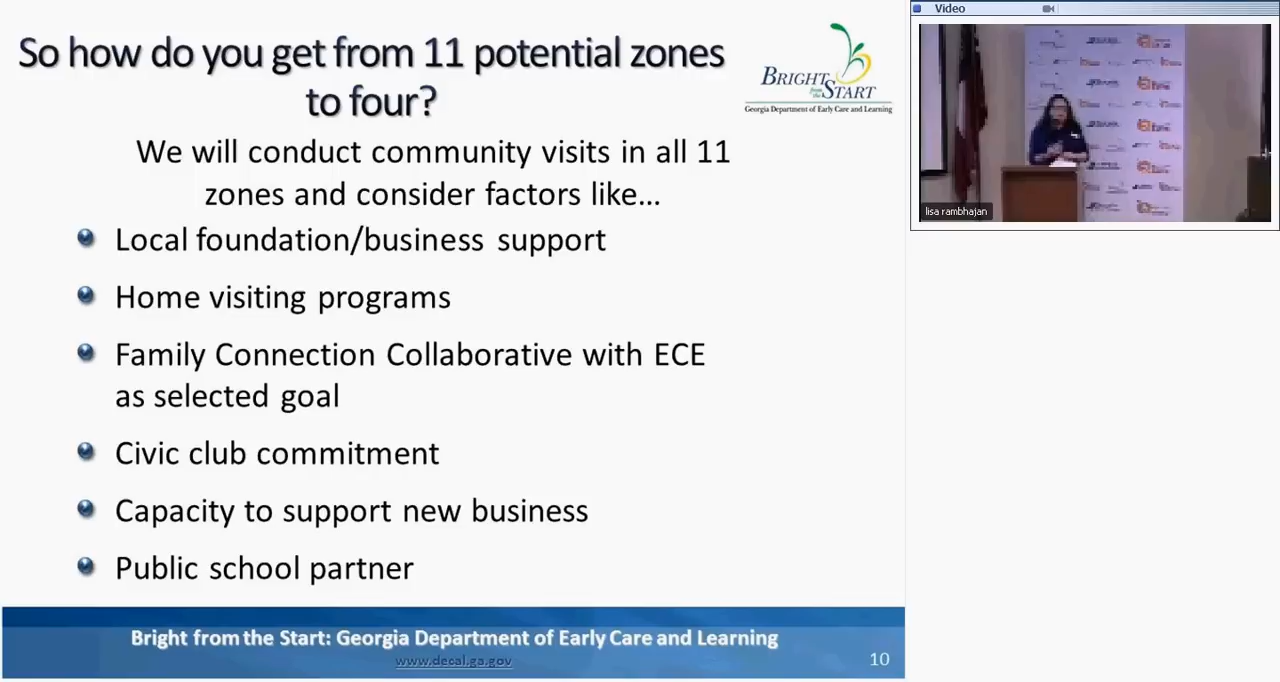 So how do you get from 11 potential zones
to four?
BRIGHT
from the
START
Georgia Department of Early Care and Learning
We will conduct community visits in all 11
zones and consider factors like...
Local foundation/business support
Home visiting programs
Family Connection Collaborative with ECE
as selected goal
Civic club commitment
Capacity to support new business
Public school partner
Bright from the Start: Georgia Department of Early Care and Learning
www.decal.ga.gov
10
Video
lisa rambhajan